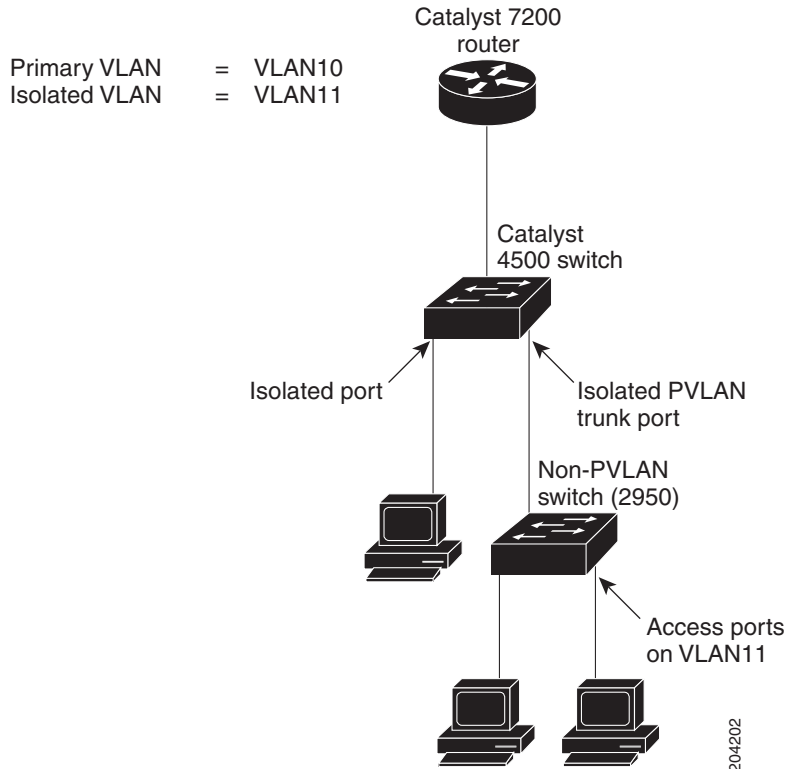 Catalyst 7200
router
Primary VLAN = VLAN10
Isolated VLAN = VLAN11
Catalyst
4500 switch
Isolated port
Isolated PVLAN
trunk port
Non-PVLAN
switch (2950)
Access ports
on VLAN11
204202